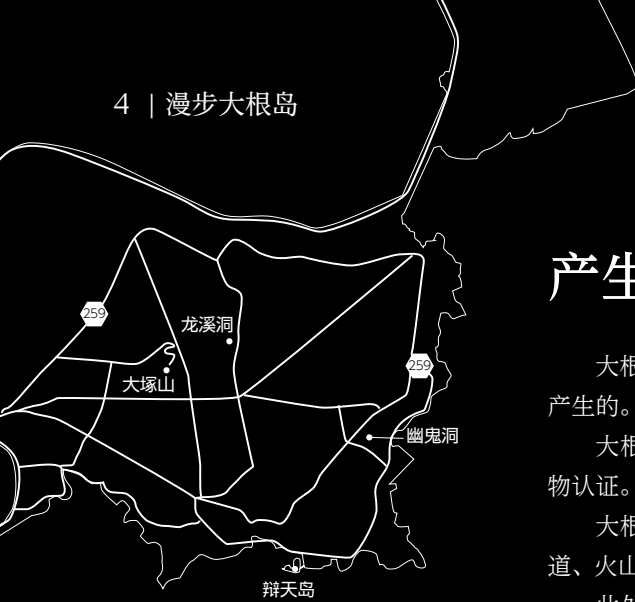 4 | 漫步大根岛
产生
259
龙溪洞
大塚山
259
幽鬼洞
辩天岛
大根
产生的。
大根
物认证。
大根
道、火山